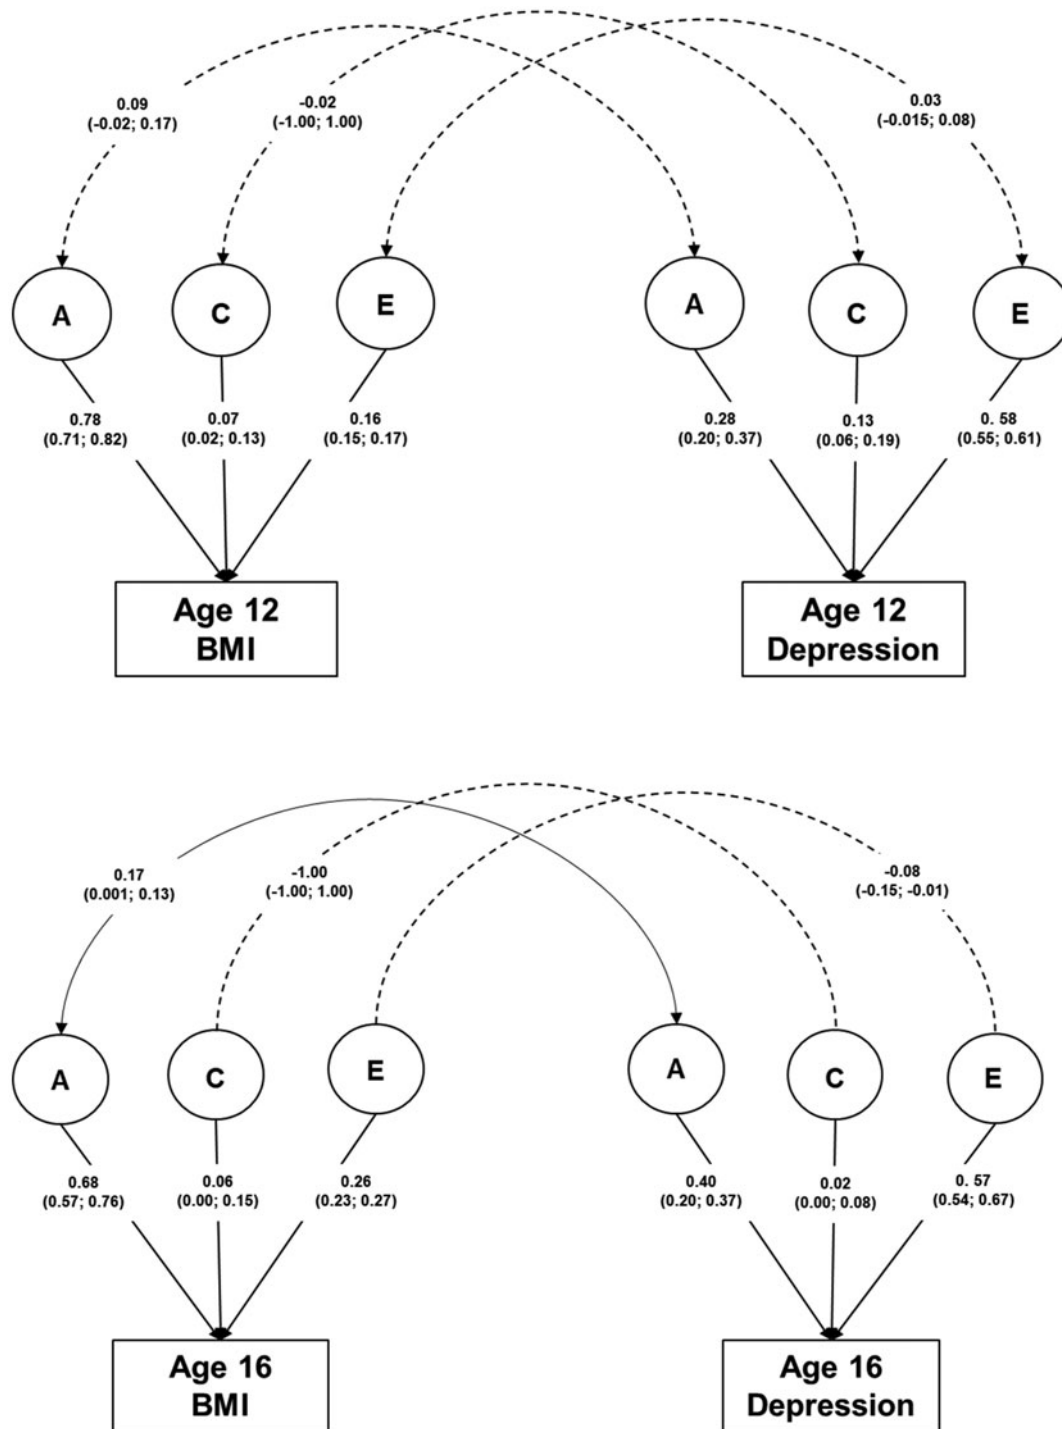 0.09
(-0.02; 0.17)
-0.02
(-1.00; 1.00)
0.03
(-0.015; 0.08)
A
C
E
A
C
E
0.78
(0.71; 0.82)
0.07
(0.02; 0.13)
0.16
(0.15; 0.17)
0.28
(0.20; 0.37)
0.13
(0.06; 0.19)
0. 58
(0.55; 0.61)
Age 12
BMI
Age 12
Depression
0.17
(0.001; 0.13)
-1.00
(-1.00; 1.00)
-0.08
(-0.15; -0.01)
A
C
E
A
C
E
0.68
(0.57; 0.76)
0.06
(0.00; 0.15)
0.26
(0.23; 0.27)
0.40
(0.20; 0.37)
0.02
(0.00; 0.08)
0. 57
(0.54; 0.67)
Age 16
BMI
Age 16
Depression